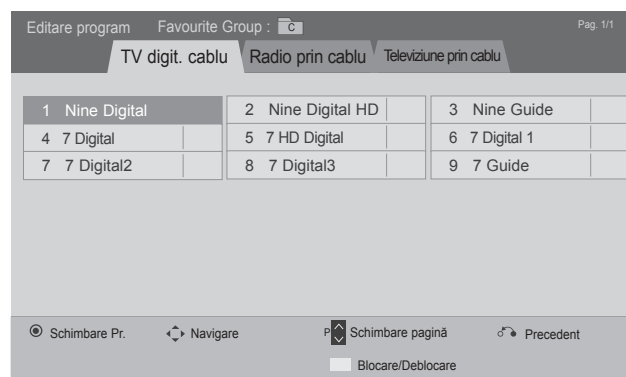 Editare program Favourite Group : C Pag. 1/1
TV digit. cablu Radio prin cablu Televiziune prin cablu
1 Nine Digital 2 Nine Digital HD 3 Nine Guide
4 7 Digital 5 7 HD Digital 6 7 Digital 1
7 7 Digital2 8 7 Digital3 9 7 Guide
Schimbare Pr. Navigare P Schimbare pagină Precedent
Blocare/Deblocare